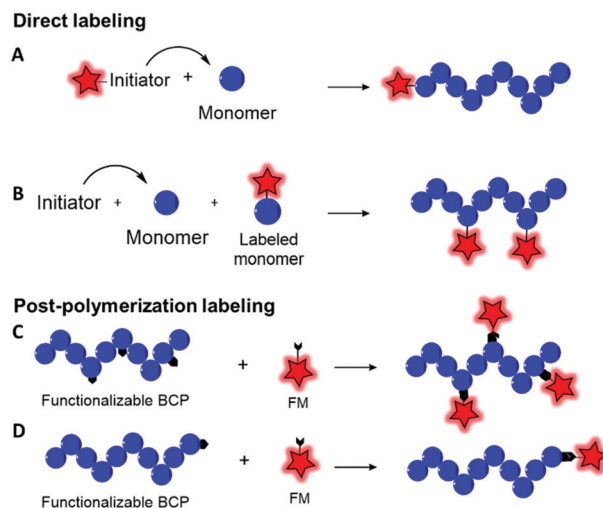 Direct labeling
A
Initiator + 
Monomer
B
Initiator + + 
Monomer
Labeled
monomer
Post-polymerization labeling
C
+
Functionalizable BCP
FM
D
+
Functionalizable BCP
FM